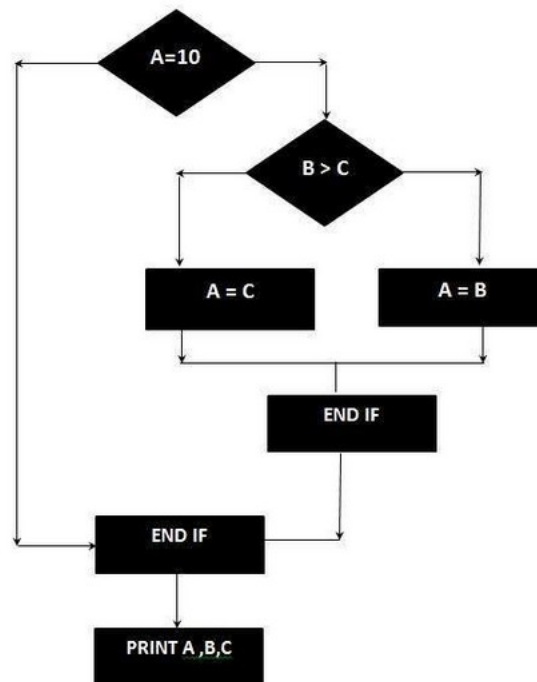 A=10
B > C
A = C
A = B
END IF
END IF
PRINT A ,B,C